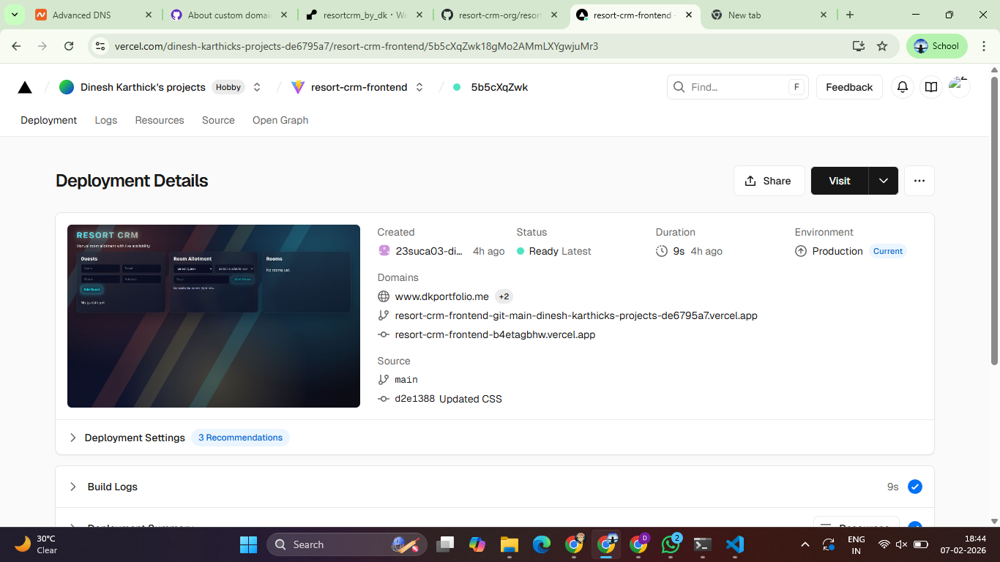 Advanced DNS
About custom domai
resortcrm_by_dk • We
resort-crm-org/resor
resort-crm-frontend -
New tab
vercel.com/dinesh-karthicks-projects-de6795a7/resort-crm-frontend/5b5cXqZwk18gMo2AMmLXYgwjuMr3
School
Dinesh Karthick's projects Hobby / resort-crm-frontend / 5b5cXqZwk
Find… F
Feedback
Deployment Logs Resources Source Open Graph
Deployment Details
Share
Visit
RESORT CRM
Manual room allotment with live availability
Guests
Name Email
Phone Address
Add Guest
No guests yet.
Room Allotment
Select guest Select available room
Days Allot Room
No available rooms right now.
Rooms
No rooms yet.
Created Status Duration Environment
23suca03-di... 4h ago Ready Latest 9s 4h ago Production Current
Domains
www.dkportfolio.me +2
resort-crm-frontend-git-main-dinesh-karthicks-projects-de6795a7.vercel.app
resort-crm-frontend-b4etagbhw.vercel.app
Source
main
d2e1388 Updated CSS
Deployment Settings 3 Recommendations
Build Logs 9s
Deployment Summary Resources
30°C
Clear
Search
D
2
ENG
IN
18:44
07-02-2026